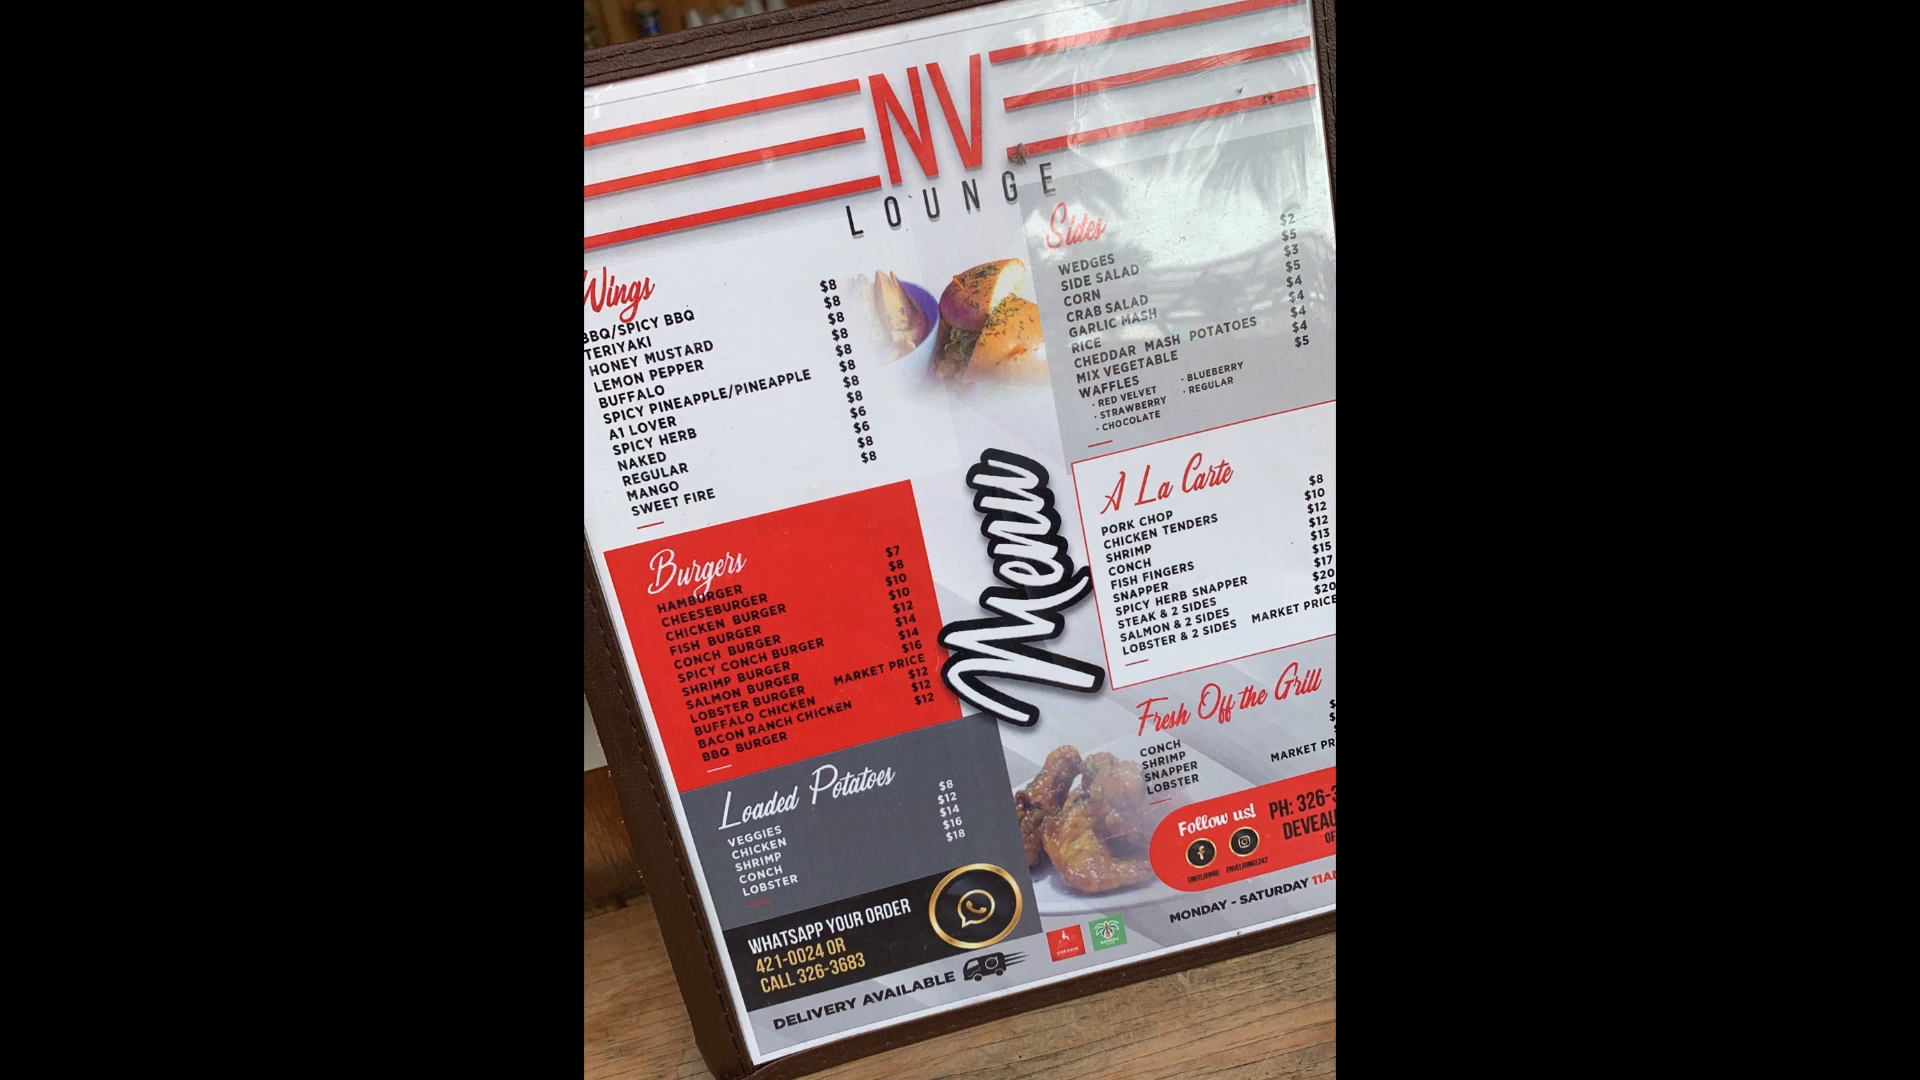 NV
LOUNGE
Wings
BBQ/SPICY BBQ $8
TERIYAKI $8
HONEY MUSTARD $8
LEMON PEPPER $8
BUFFALO $8
SPICY PINEAPPLE/PINEAPPLE $8
A1 LOVER $8
SPICY HERB $8
NAKED $6
REGULAR $6
MANGO $8
SWEET FIRE $8
Burgers
HAMBURGER $7
CHEESEBURGER $8
CHICKEN BURGER $10
FISH BURGER $10
CONCH BURGER $12
SPICY CONCH BURGER $14
SHRIMP BURGER $14
SALMON BURGER $16
LOBSTER BURGER MARKET PRICE
BUFFALO CHICKEN $12
BACON RANCH CHICKEN $12
BBQ BURGER $12
Loaded Potatoes
VEGGIES $8
CHICKEN $12
SHRIMP $14
CONCH $16
LOBSTER $18
WHATSAPP YOUR ORDER
421-0024 OR
CALL 326-3683
DELIVERY AVAILABLE
Menu
Sides
WEDGES $2
SIDE SALAD $5
CORN $3
CRAB SALAD $5
GARLIC MASH $4
RICE $4
CHEDDAR MASH POTATOES $4
MIX VEGETABLE $4
WAFFLES $5
· RED VELVET · BLUEBERRY
· STRAWBERRY · REGULAR
· CHOCOLATE
A La Carte
PORK CHOP $8
CHICKEN TENDERS $10
SHRIMP $12
CONCH $12
FISH FINGERS $13
SNAPPER $15
SPICY HERB SNAPPER $17
STEAK & 2 SIDES $20
SALMON & 2 SIDES $20
LOBSTER & 2 SIDES MARKET PRICE
Fresh Off the Grill
CONCH
SHRIMP
SNAPPER
LOBSTER MARKET PR
Follow us!
PH: 326-3
DEVEAU
OF
ENVELOUNGE242
MONDAY - SATURDAY 11A